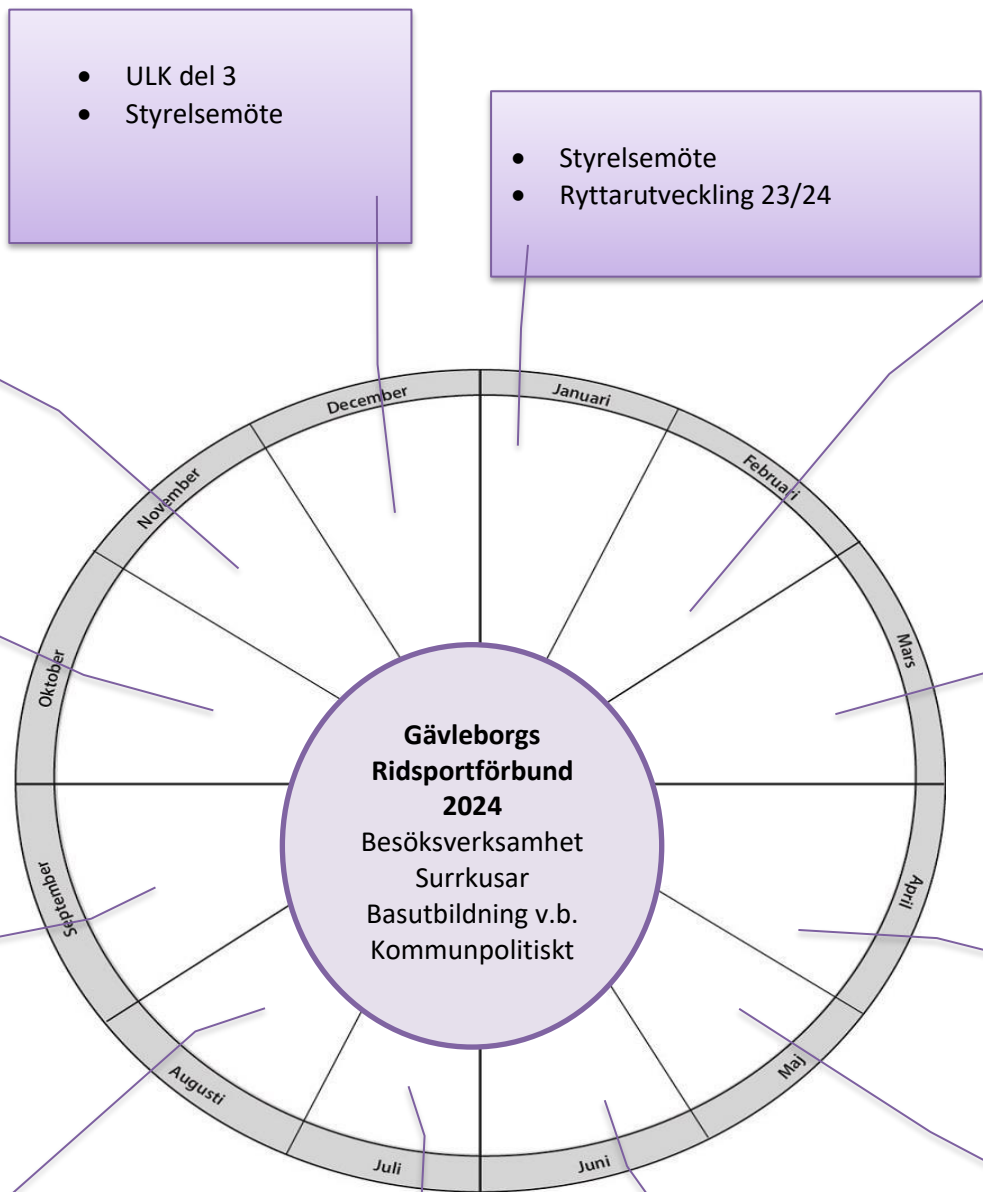 • ULK del 3
• Styrelsemöte
• Styrelsemöte
• Ryttarutveckling 23/24
December
Januari
November
Februari
Oktober
Mars
Gävleborgs
Ridsportförbund
2024
Besöksverksamhet
Surrkusar
Basutbildning v.b.
Kommunpolitiskt
September
April
Augusti
Maj
Juli
Juni